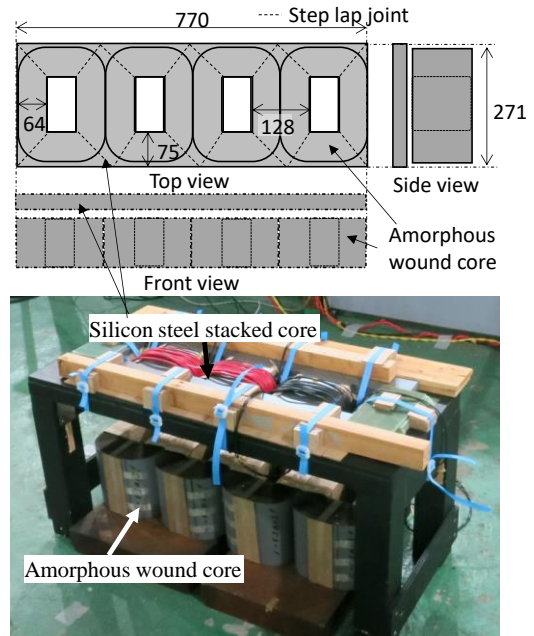 770
Step lap joint
64
128
75
271
Top view
Side view
Amorphous
wound core
Front view
Silicon steel stacked core
Amorphous wound core